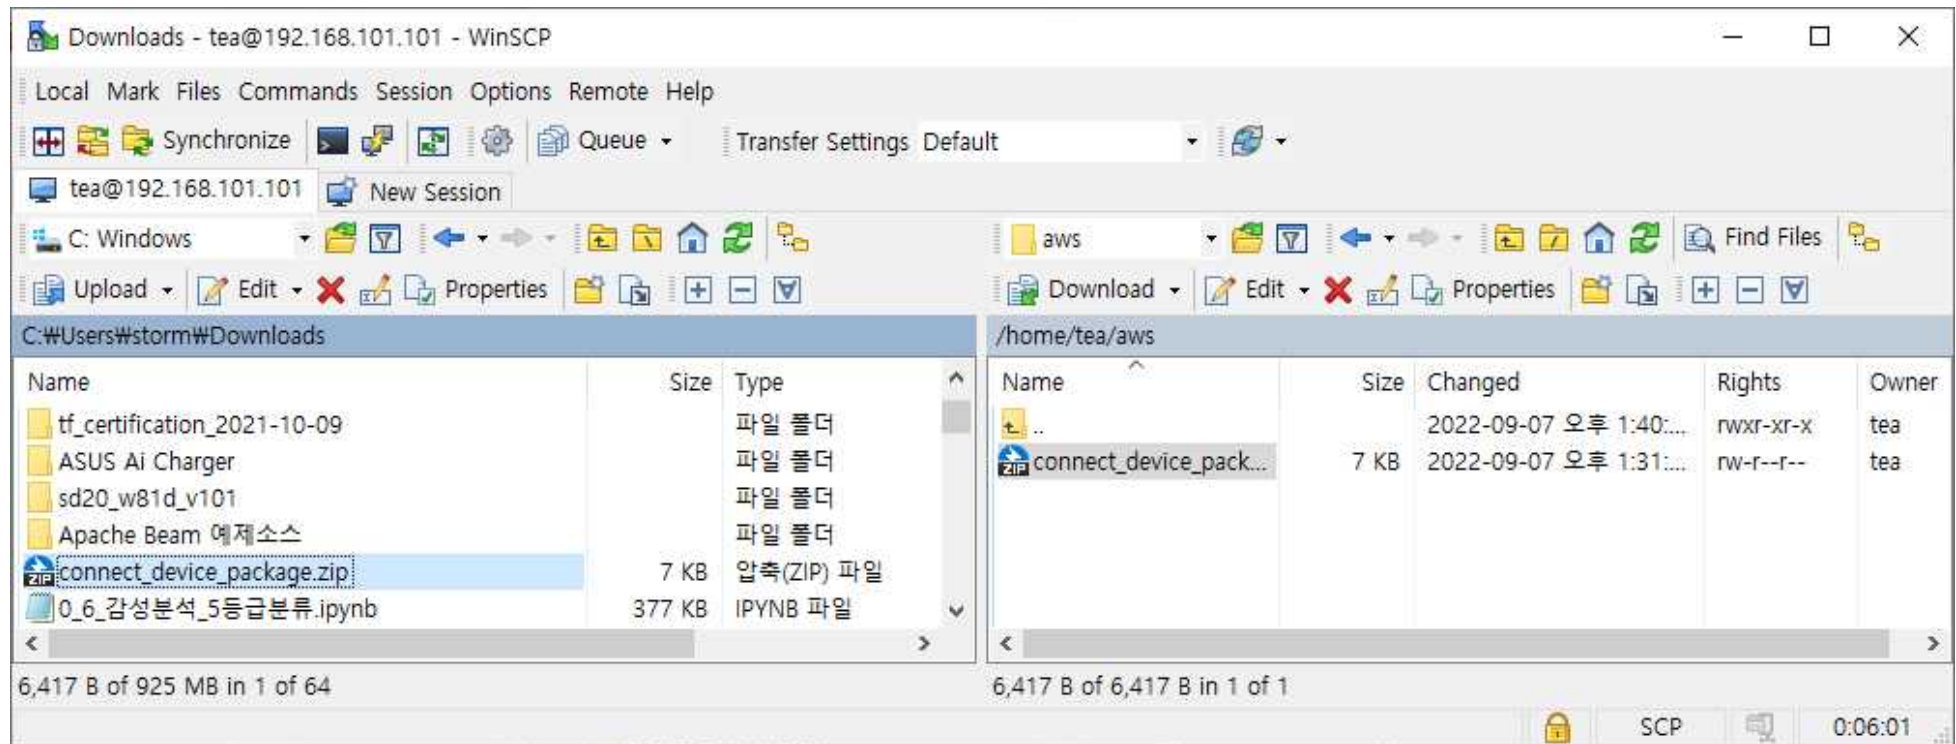 Downloads - tea@192.168.101.101 - WinSCP
Local Mark Files Commands Session Options Remote Help
Synchronize Queue Transfer Settings Default
tea@192.168.101.101 New Session
C: Windows aws Find Files
Upload Edit Properties Download Edit Properties
C:₩Users₩storm₩Downloads /home/tea/aws
Name Size Type Name Size Changed Rights Owner
tf_certification_2021-10-09 파일 폴더 .. 2022-09-07 오후 1:40:... rwxr-xr-x tea
ASUS Ai Charger 파일 폴더 ZIP connect_device_pack... 7 KB 2022-09-07 오후 1:31:... rw-r--r-- tea
sd20_w81d_v101 파일 폴더
Apache Beam 예제소스 파일 폴더
ZIP connect_device_package.zip 7 KB 압축(ZIP) 파일
0_6_감성분석_5등급분류.ipynb 377 KB IPYNB 파일
6,417 B of 925 MB in 1 of 64 6,417 B of 6,417 B in 1 of 1
SCP 0:06:01